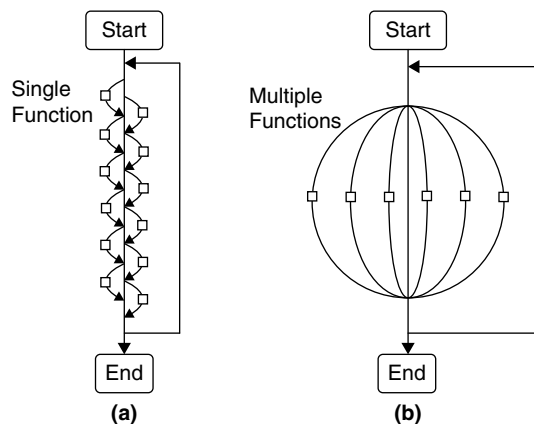 Start
Single
Function
End
(a)
Start
Multiple
Functions
End
(b)